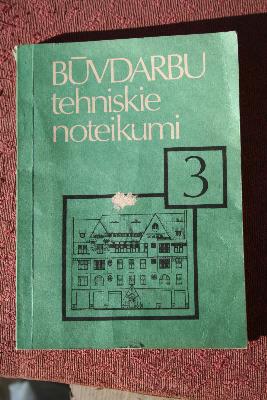 BŪVDARBU
tehniskie
noteikumi
3